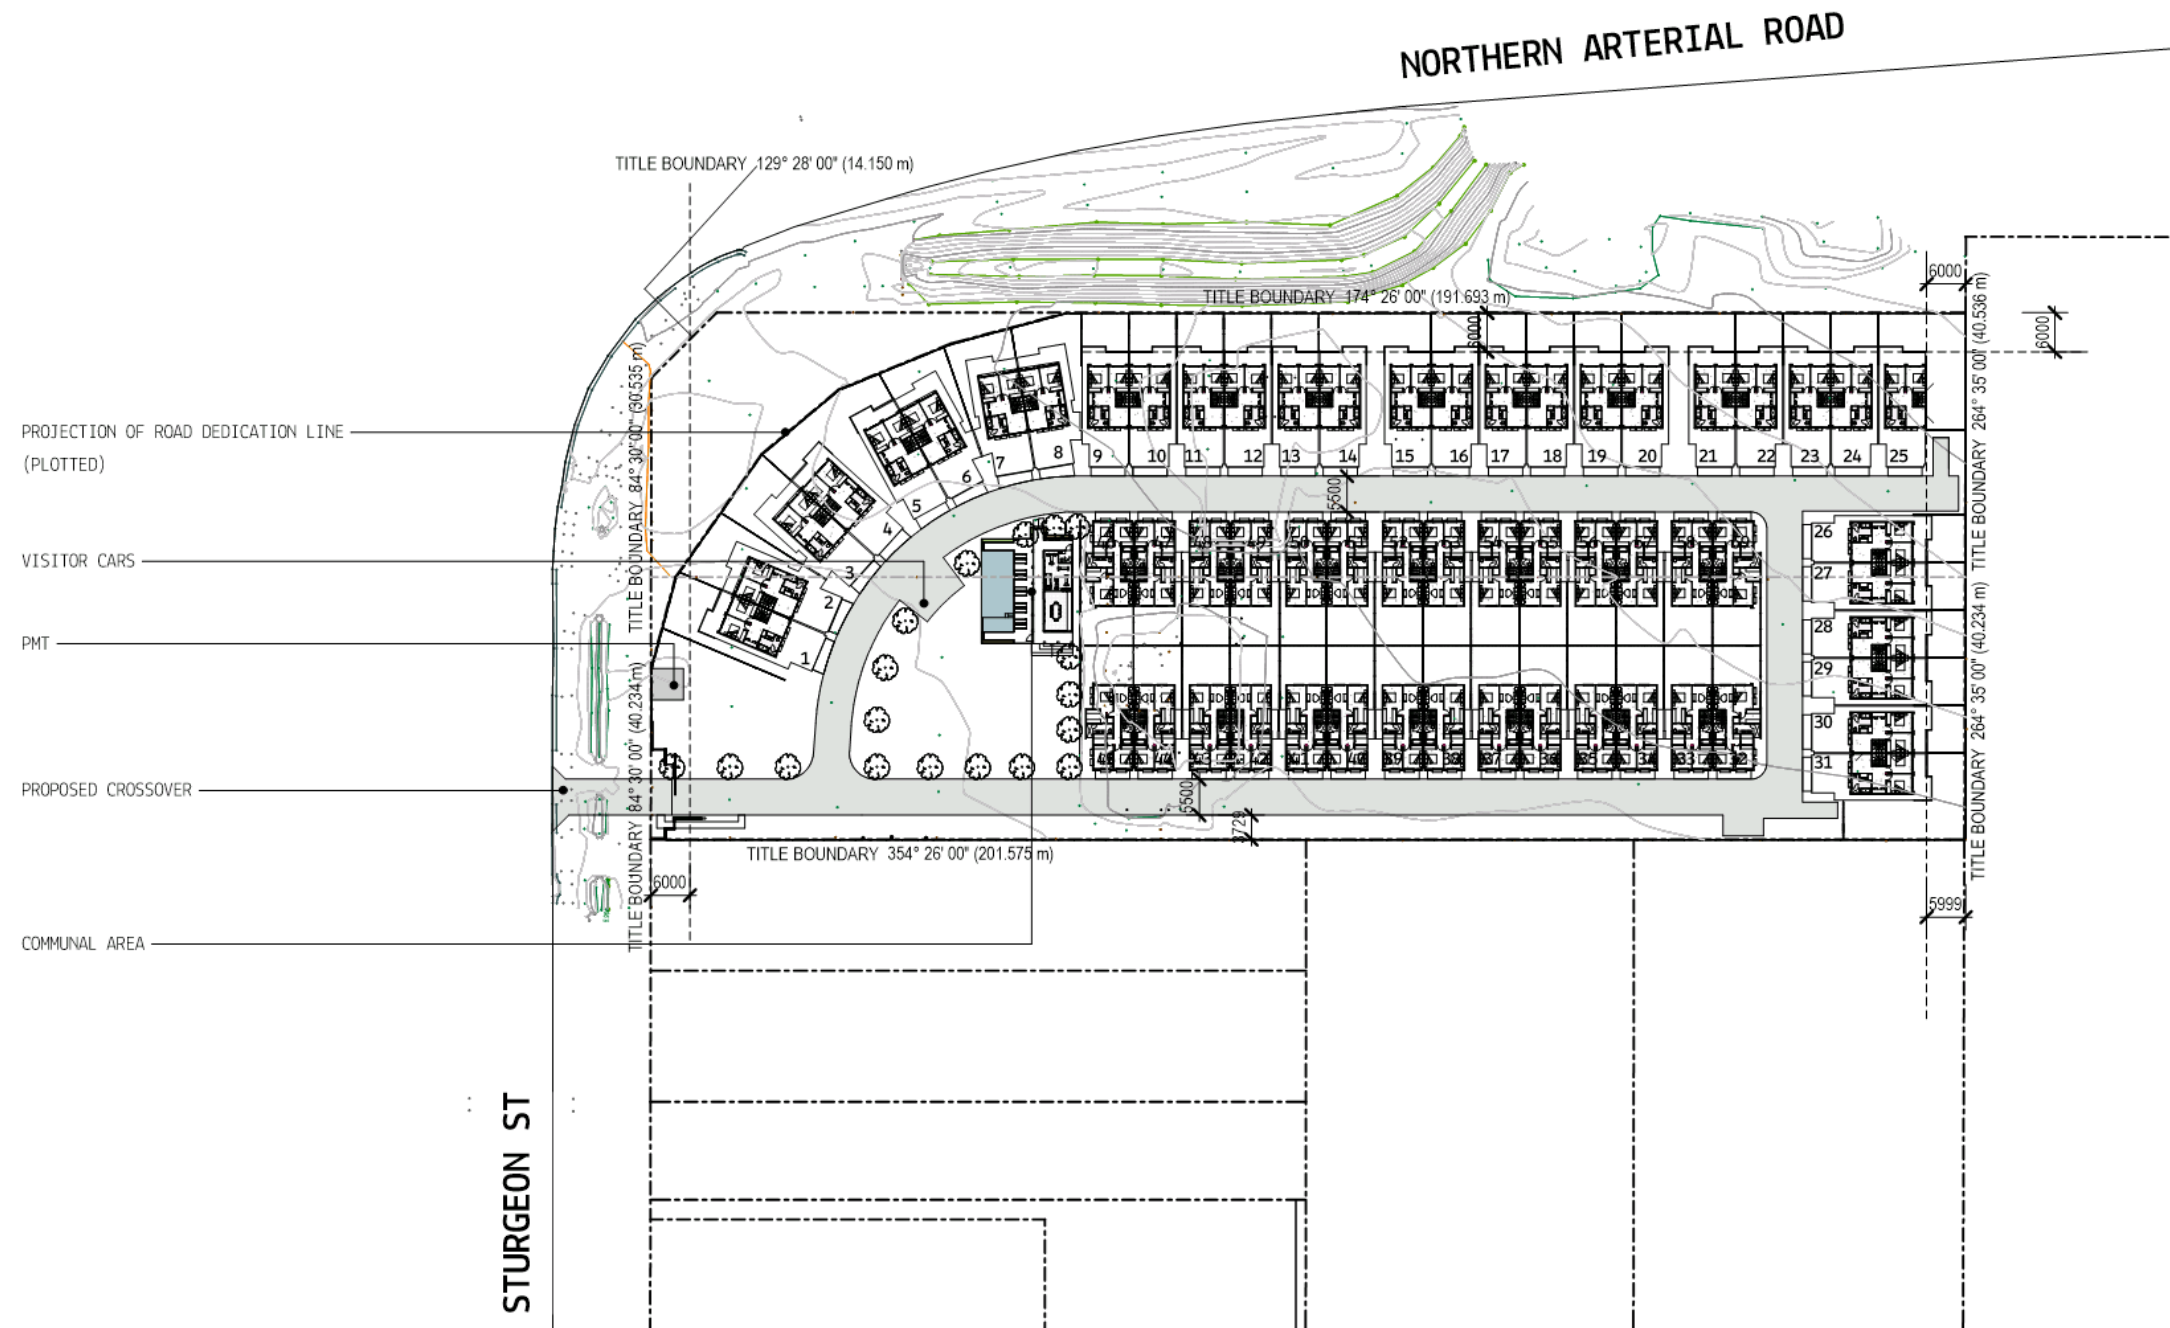 NORTHERN ARTERIAL ROAD
TITLE BOUNDARY 129° 28' 00" (14.150 m)
6000
TITLE BOUNDARY 174° 26' 00" (191.693 m)
6000
6000
TITLE BOUNDARY 84° 30' 00" (30.535 m)
TITLE BOUNDARY 264° 35' 00" (40.536 m)
PROJECTION OF ROAD DEDICATION LINE
(PLOTTED)
8
7
6
5
4
3
2
1
9
10
11
12
13
14
15
16
17
18
19
20
21
22
23
24
25
5500
VISITOR CARS
26
27
28
29
30
31
PMT
TITLE BOUNDARY 84° 30' 00" (40.234 m)
TITLE BOUNDARY 264° 35' 00" (40.234 m)
PROPOSED CROSSOVER
5500
3729
TITLE BOUNDARY 354° 26' 00" (201.575 m)
6000
5999
COMMUNAL AREA
STURGEON ST